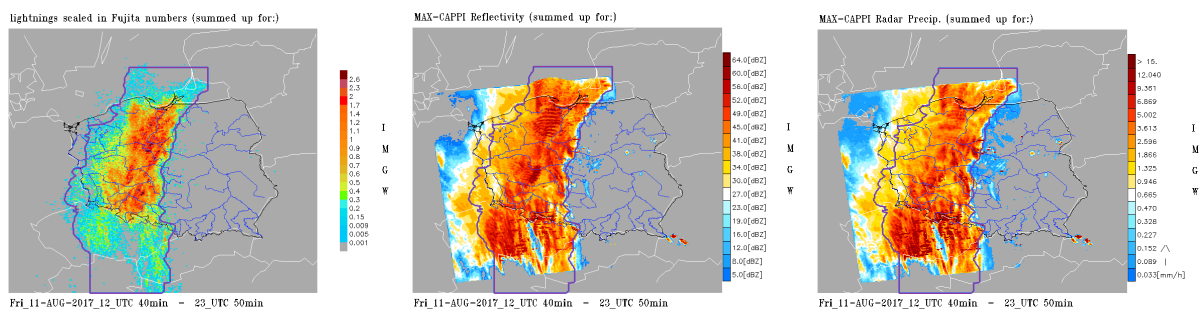 lightnings scaled in Fujita numbers (summed up for:)
2.6
2.3
2.3
2
1.7
1.4
1.2
1.1
1
0.9
0.8
0.7
0.6
0.5
0.4
0.3
0.2
0.15
0.009
0.005
0.001
I
M
G
W
Fri_11-AUG-2017_12_UTC 40min - 23_UTC 50min
MAX-CAPPI Reflectivity (summed up for:)
64.0[dBZ]
60.0[dBZ]
56.0[dBZ]
52.0[dBZ]
49.0[dBZ]
45.0[dBZ]
41.0[dBZ]
38.0[dBZ]
34.0[dBZ]
30.0[dBZ]
27.0[dBZ]
23.0[dBZ]
19.0[dBZ]
16.0[dBZ]
12.0[dBZ]
8.0[dBZ]
5.0[dBZ]
I
M
G
W
Fri_11-AUG-2017_12_UTC 40min - 23_UTC 50min
MAX-CAPPI Radar Precip. (summed up for:)
> 15.
12.040
9.361
6.869
5.002
3.613
2.596
1.866
1.325
0.946
0.665
0.470
0.328
0.227
0.152
0.089
0.033[mm/h]
I
M
G
W
Fri_11-AUG-2017_12_UTC 40min - 23_UTC 50min